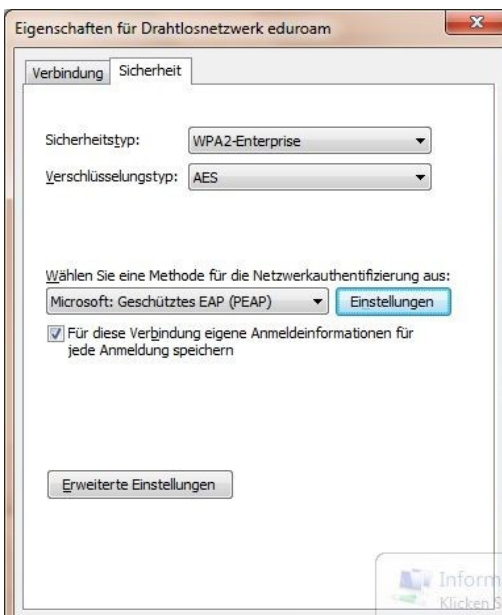 Eigenschaften für Drahtlosnetzwerk eduroam
Verbindung Sicherheit
Sicherheitstyp: WPA2-Enterprise
Verschlüsselungstyp: AES
Wählen Sie eine Methode für die Netzwerkauthentifizierung aus:
Microsoft: Geschütztes EAP (PEAP) Einstellungen
Für diese Verbindung eigene Anmeldeinformationen für
jede Anmeldung speichern
Erweiterte Einstellungen
Inform
Klicken S